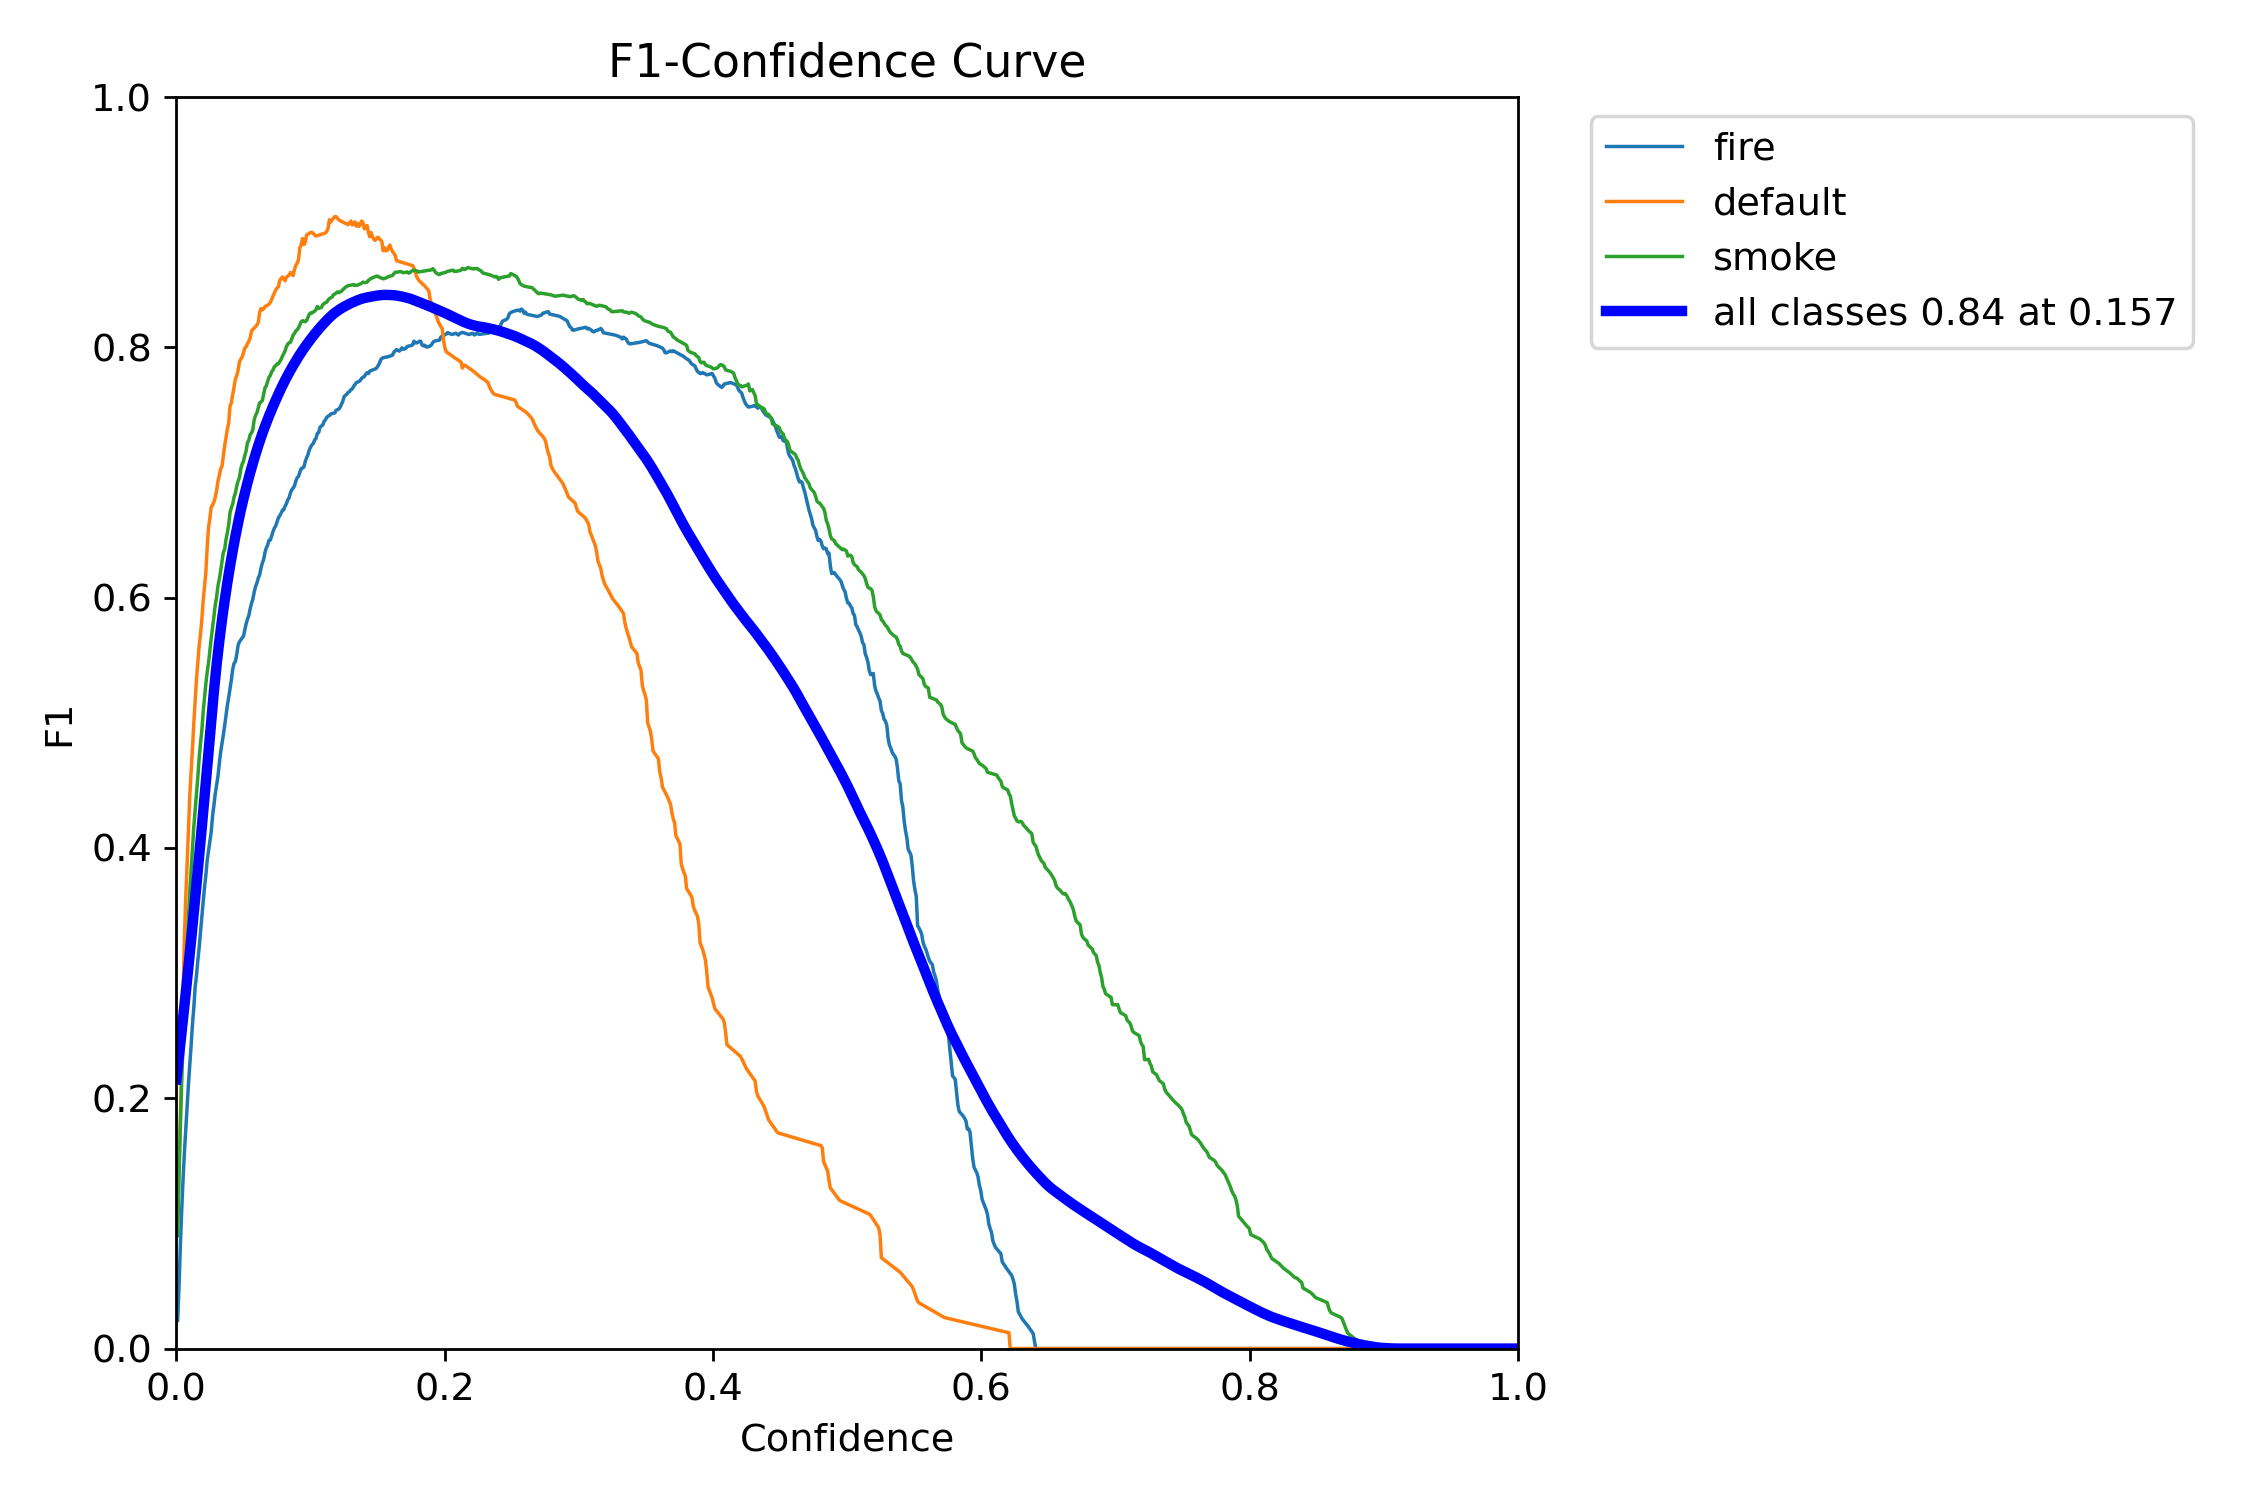 F1-Confidence Curve
1.0
0.8
0.6
0.4
0.2
0.0
F1
0.0 0.2 0.4 0.6 0.8 1.0
Confidence
fire
default
smoke
all classes 0.84 at 0.157